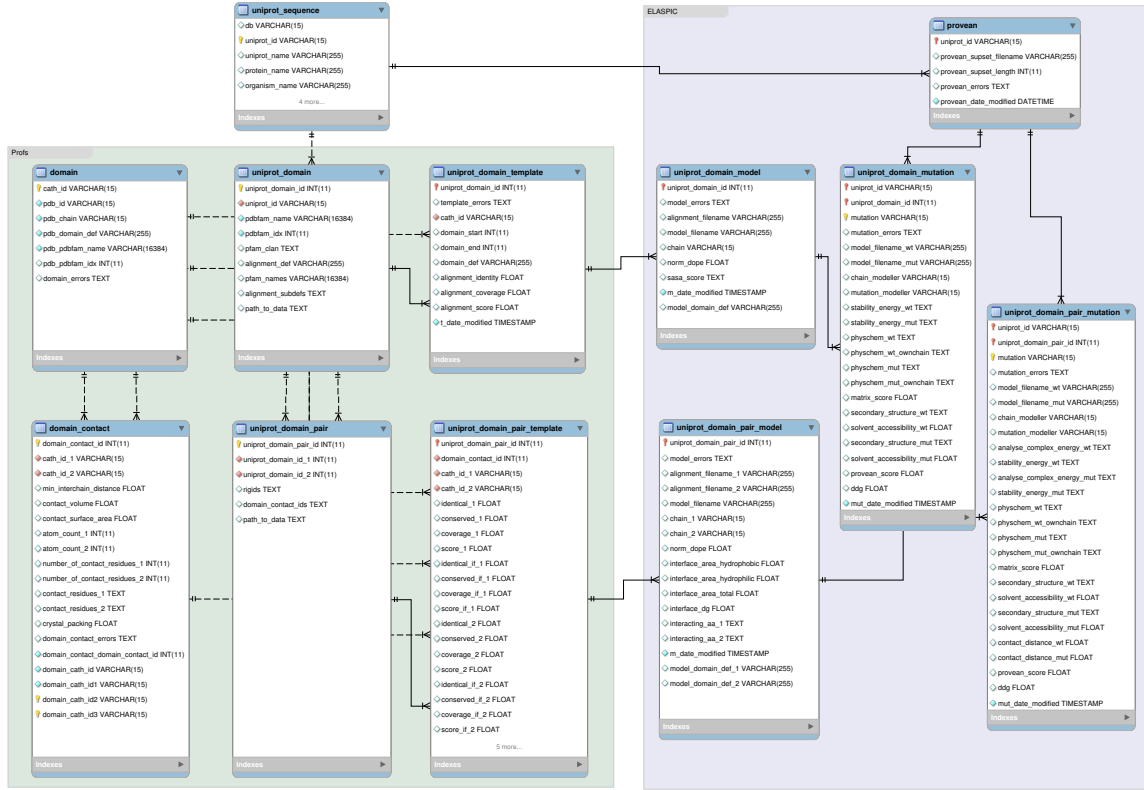 uniprot_sequence
db VARCHAR(15)
uniprot_id VARCHAR(15)
uniprot_name VARCHAR(255)
protein_name VARCHAR(255)
organism_name VARCHAR(255)
4 more...
Indexes
ELASPIC
provean
uniprot_id VARCHAR(15)
provean_supset_filename VARCHAR(255)
provean_supset_length INT(11)
provean_errors TEXT
provean_date_modified DATETIME
Indexes
Profs
domain
cath_id VARCHAR(15)
pdb_id VARCHAR(15)
pdb_chain VARCHAR(15)
pdb_domain_def VARCHAR(255)
pdb_pdbfam_name VARCHAR(16384)
pdb_pdbfam_idx INT(11)
domain_errors TEXT
Indexes
uniprot_domain
uniprot_domain_id INT(11)
uniprot_id VARCHAR(15)
pdbfam_name VARCHAR(16384)
pdbfam_idx INT(11)
pfam_clan TEXT
alignment_def VARCHAR(255)
pfam_names VARCHAR(16384)
alignment_subdefs TEXT
path_to_data TEXT
Indexes
uniprot_domain_template
uniprot_domain_id INT(11)
template_errors TEXT
cath_id VARCHAR(15)
domain_start INT(11)
domain_end INT(11)
domain_def VARCHAR(255)
alignment_identity FLOAT
alignment_coverage FLOAT
alignment_score FLOAT
t_date_modified TIMESTAMP
Indexes
uniprot_domain_model
uniprot_domain_id INT(11)
model_errors TEXT
alignment_filename VARCHAR(255)
model_filename VARCHAR(255)
chain VARCHAR(15)
norm_dope FLOAT
sasa_score TEXT
m_date_modified TIMESTAMP
model_domain_def VARCHAR(255)
Indexes
uniprot_domain_mutation
uniprot_id VARCHAR(15)
uniprot_domain_id INT(11)
mutation VARCHAR(15)
mutation_errors TEXT
model_filename_wt VARCHAR(255)
model_filename_mut VARCHAR(255)
chain_modeller VARCHAR(15)
mutation_modeller VARCHAR(15)
stability_energy_wt TEXT
stability_energy_mut TEXT
physchem_wt TEXT
physchem_wt_ownchain TEXT
physchem_mut TEXT
physchem_mut_ownchain TEXT
matrix_score FLOAT
secondary_structure_wt TEXT
solvent_accessibility_wt FLOAT
secondary_structure_mut TEXT
solvent_accessibility_mut FLOAT
provean_score FLOAT
ddg FLOAT
mut_date_modified TIMESTAMP
Indexes
uniprot_domain_pair_mutation
uniprot_id VARCHAR(15)
uniprot_domain_pair_id INT(11)
mutation VARCHAR(15)
mutation_errors TEXT
model_filename_wt VARCHAR(255)
model_filename_mut VARCHAR(255)
chain_modeller VARCHAR(15)
mutation_modeller VARCHAR(15)
analyse_complex_energy_wt TEXT
stability_energy_wt TEXT
analyse_complex_energy_mut TEXT
stability_energy_mut TEXT
physchem_wt TEXT
physchem_wt_ownchain TEXT
physchem_mut TEXT
physchem_mut_ownchain TEXT
matrix_score FLOAT
secondary_structure_wt TEXT
solvent_accessibility_wt FLOAT
secondary_structure_mut TEXT
solvent_accessibility_mut FLOAT
contact_distance_wt FLOAT
contact_distance_mut FLOAT
provean_score FLOAT
ddg FLOAT
mut_date_modified TIMESTAMP
Indexes
domain_contact
domain_contact_id INT(11)
cath_id_1 VARCHAR(15)
cath_id_2 VARCHAR(15)
min_interchain_distance FLOAT
contact_volume FLOAT
contact_surface_area FLOAT
atom_count_1 INT(11)
atom_count_2 INT(11)
number_of_contact_residues_1 INT(11)
number_of_contact_residues_2 INT(11)
contact_residues_1 TEXT
contact_residues_2 TEXT
crystal_packing FLOAT
domain_contact_errors TEXT
domain_contact_domain_contact_id INT(11)
domain_cath_id VARCHAR(15)
domain_cath_id1 VARCHAR(15)
domain_cath_id2 VARCHAR(15)
domain_cath_id3 VARCHAR(15)
Indexes
uniprot_domain_pair
uniprot_domain_pair_id INT(11)
uniprot_domain_id_1 INT(11)
uniprot_domain_id_2 INT(11)
rigids TEXT
domain_contact_ids TEXT
path_to_data TEXT
Indexes
uniprot_domain_pair_template
uniprot_domain_pair_id INT(11)
domain_contact_id INT(11)
cath_id_1 VARCHAR(15)
cath_id_2 VARCHAR(15)
identical_1 FLOAT
conserved_1 FLOAT
coverage_1 FLOAT
score_1 FLOAT
identical_if_1 FLOAT
conserved_if_1 FLOAT
coverage_if_1 FLOAT
score_if_1 FLOAT
identical_2 FLOAT
conserved_2 FLOAT
coverage_2 FLOAT
score_2 FLOAT
identical_if_2 FLOAT
conserved_if_2 FLOAT
coverage_if_2 FLOAT
score_if_2 FLOAT
5 more...
Indexes
uniprot_domain_pair_model
uniprot_domain_pair_id INT(11)
model_errors TEXT
alignment_filename_1 VARCHAR(255)
alignment_filename_2 VARCHAR(255)
model_filename VARCHAR(255)
chain_1 VARCHAR(15)
chain_2 VARCHAR(15)
norm_dope FLOAT
interface_area_hydrophobic FLOAT
interface_area_hydrophilic FLOAT
interface_area_total FLOAT
interface_dg FLOAT
interacting_aa_1 TEXT
interacting_aa_2 TEXT
m_date_modified TIMESTAMP
model_domain_def_1 VARCHAR(255)
model_domain_def_2 VARCHAR(255)
Indexes